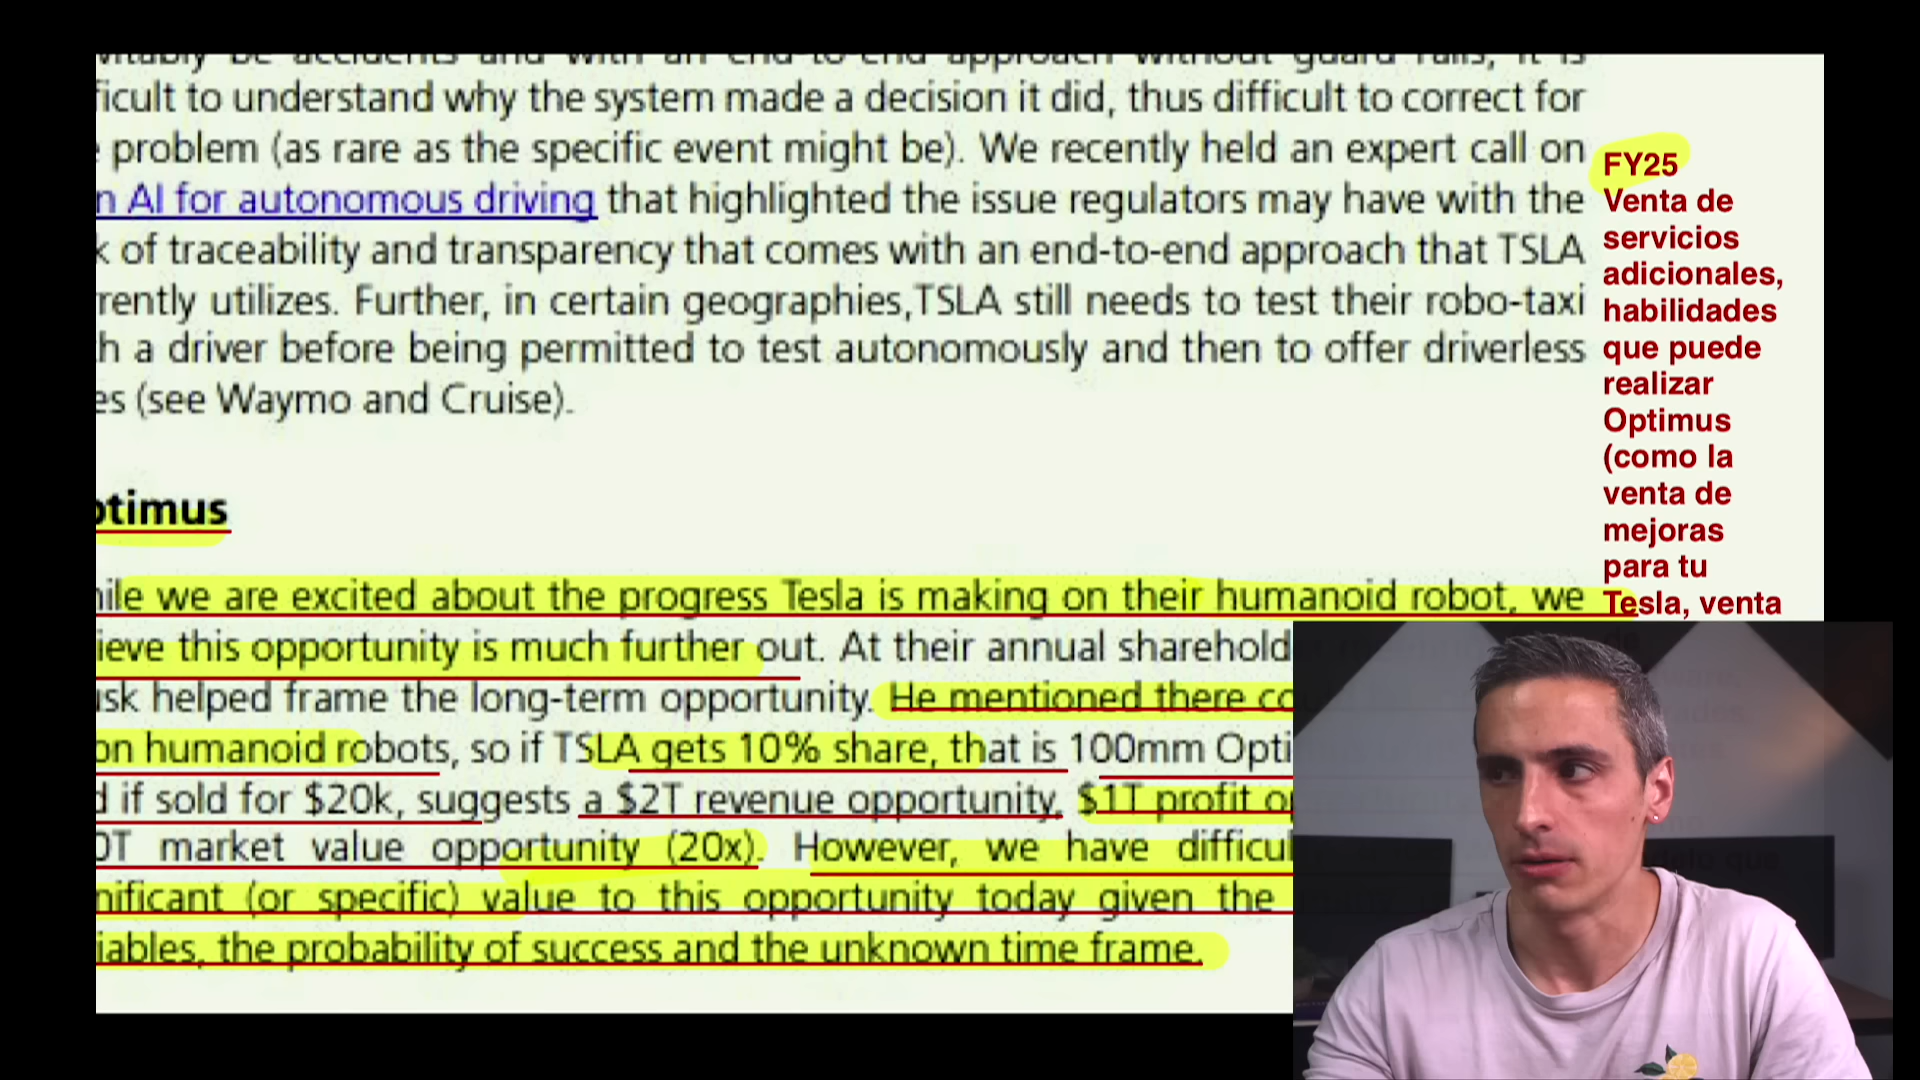 ficult to understand why the system made a decision it did, thus difficult to correct for
problem (as rare as the specific event might be). We recently held an expert call on
n AI for autonomous driving that highlighted the issue regulators may have with the
k of traceability and transparency that comes with an end-to-end approach that TSLA
rrently utilizes. Further, in certain geographies,TSLA still needs to test their robo-taxi
h a driver before being permitted to test autonomously and then to offer driverless
es (see Waymo and Cruise).
ptimus
ile we are excited about the progress Tesla is making on their humanoid robot, we
ieve this opportunity is much further out. At their annual sharehold
usk helped frame the long-term opportunity. He mentioned there co
on humanoid robots, so if TSLA gets 10% share, that is 100mm Opti
d if sold for $20k, suggests a $2T revenue opportunity, $1T profit o
0T market value opportunity (20x). However, we have difficul
nificant (or specific) value to this opportunity today given the
iables, the probability of success and the unknown time frame.
FY25
Venta de
servicios
adicionales,
habilidades
que puede
realizar
Optimus
(como la
venta de
mejoras
para tu
Tesla, venta